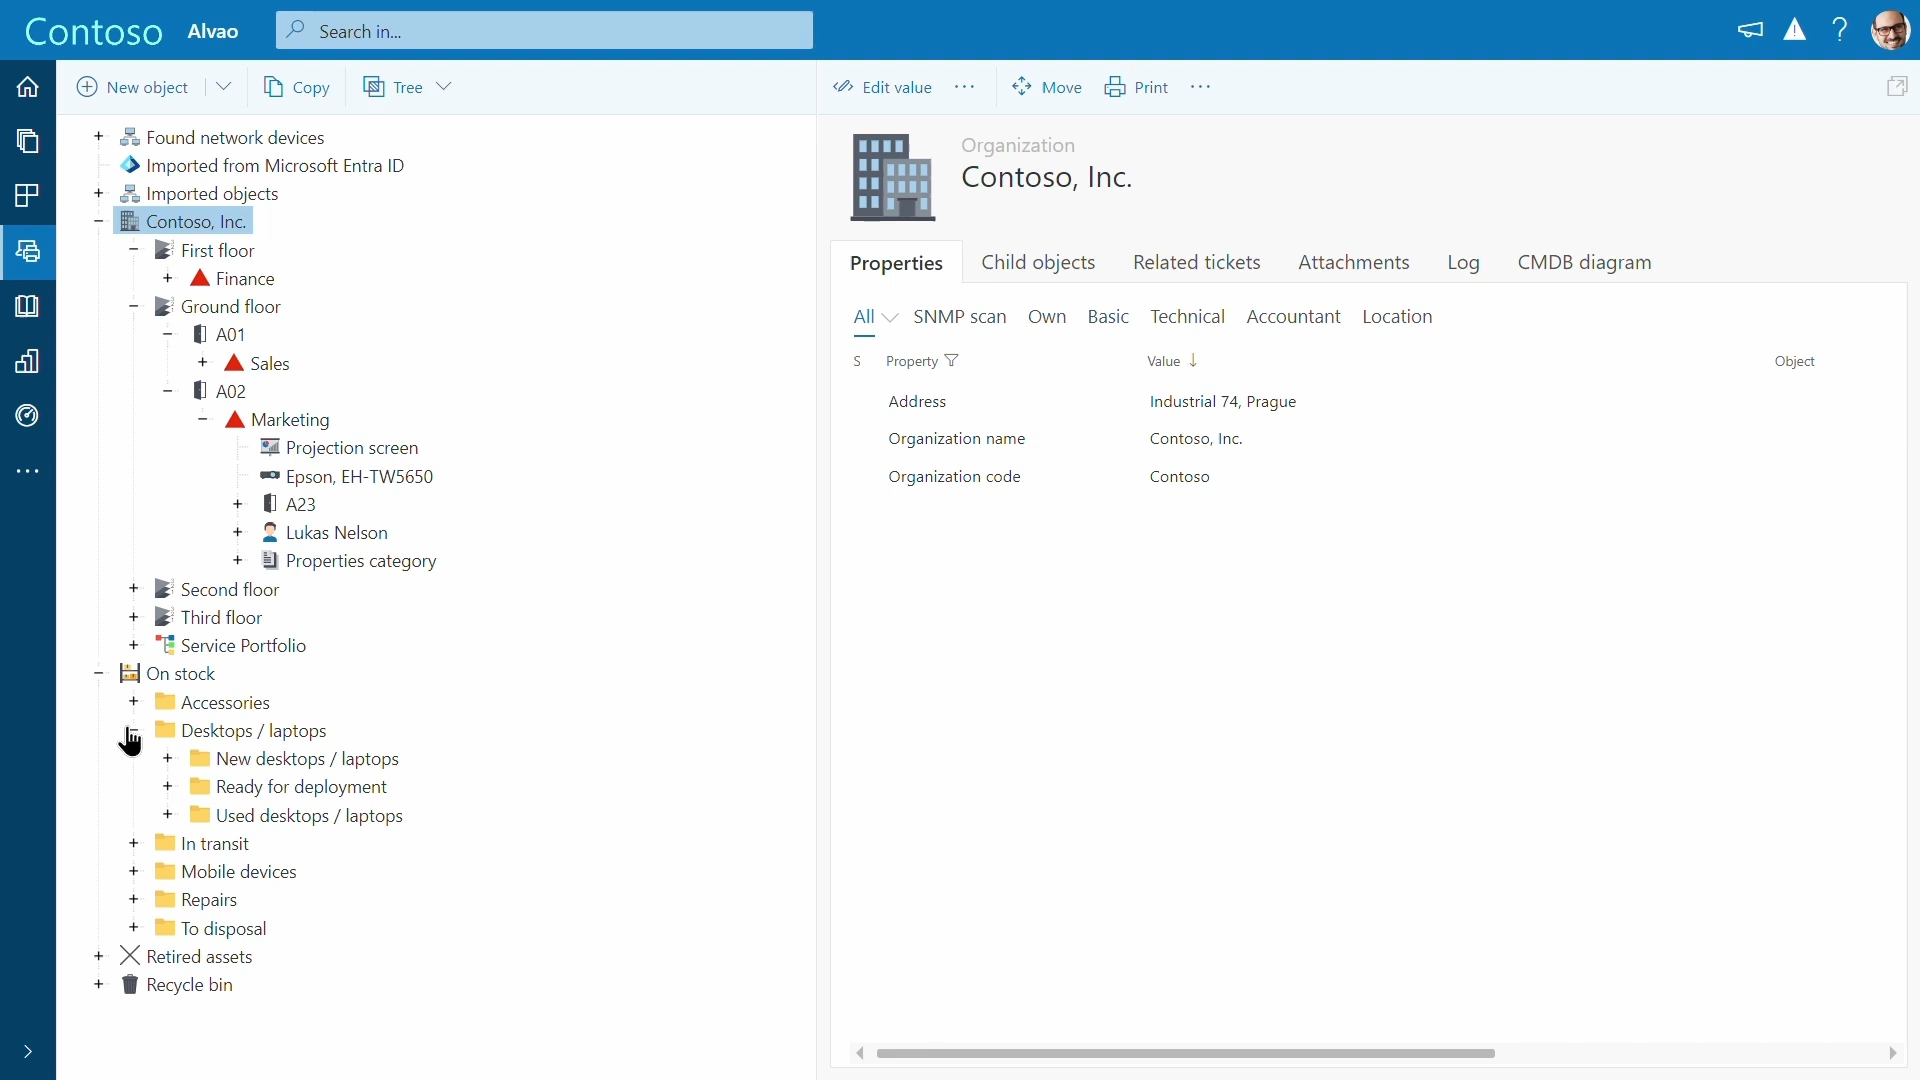 Contoso Alvao Search in...
New object Copy Tree Edit value ... Move Print ...
Found network devices
Imported from Microsoft Entra ID
Imported objects
Contoso, Inc.
First floor
Finance
Ground floor
A01
Sales
A02
Marketing
Projection screen
Epson, EH-TW5650
A23
Lukas Nelson
Properties category
Second floor
Third floor
Service Portfolio
On stock
Accessories
Desktops / laptops
New desktops / laptops
Ready for deployment
Used desktops / laptops
In transit
Mobile devices
Repairs
To disposal
Retired assets
Recycle bin
Organization
Contoso, Inc.
Properties Child objects Related tickets Attachments Log CMDB diagram
All SNMP scan Own Basic Technical Accountant Location
S Property Value Object
Address Industrial 74, Prague
Organization name Contoso, Inc.
Organization code Contoso